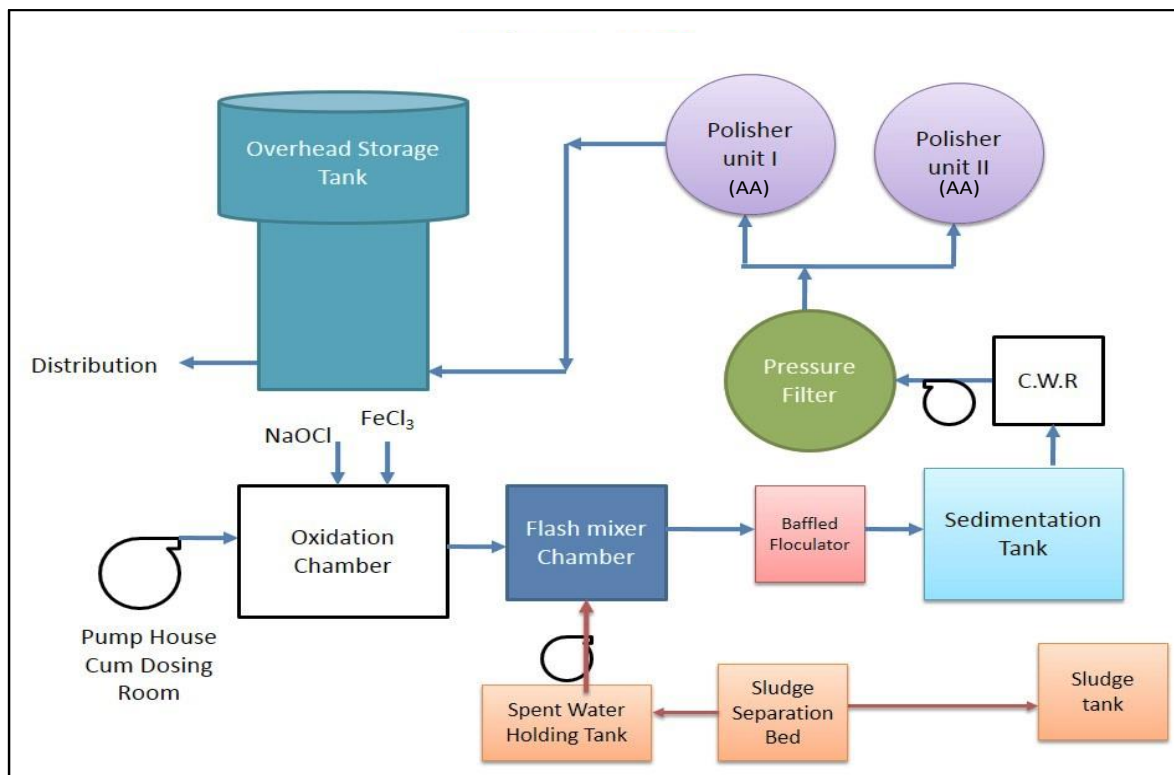 Overhead Storage
Tank
Polisher
unit I
(AA)
Polisher
unit II
(AA)
Distribution
Pressure
Filter
C.W.R
NaOCl
FeCl₃
Oxidation
Chamber
Flash mixer
Chamber
Baffled
Floculator
Sedimentation
Tank
Pump House
Cum Dosing
Room
Spent Water
Holding Tank
Sludge
Separation
Bed
Sludge
tank